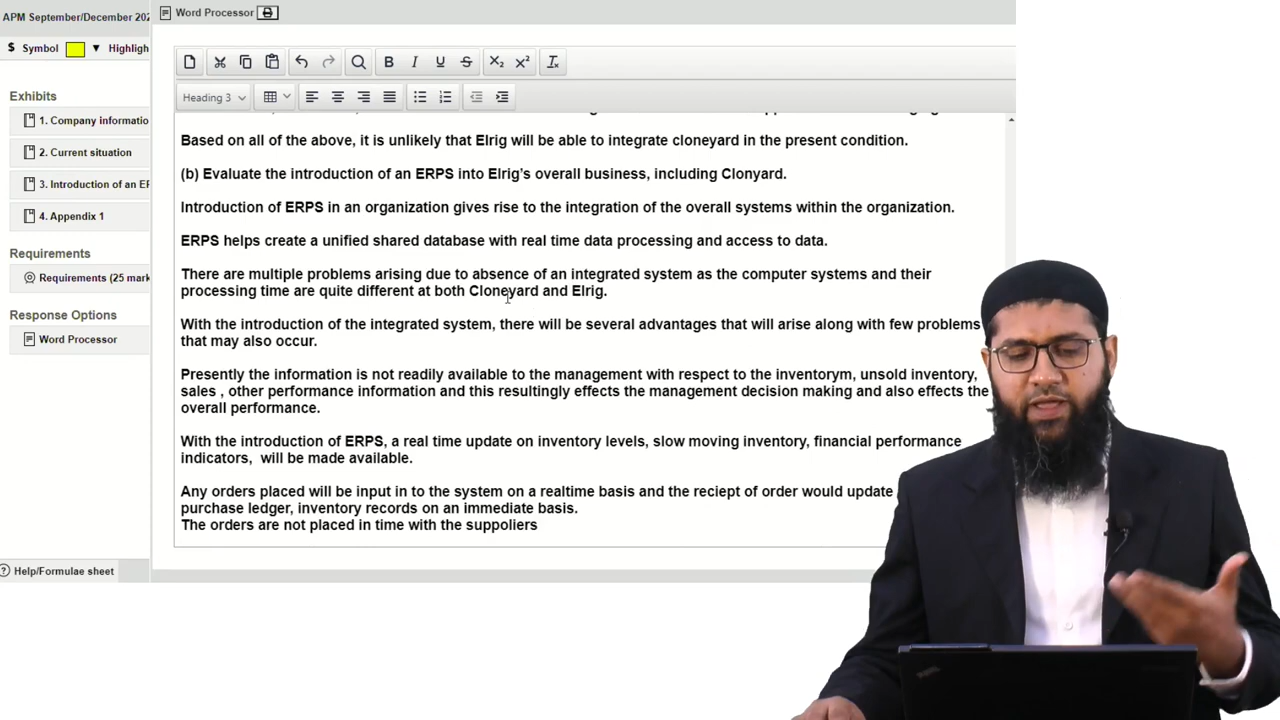 APM September/December 202
Word Processor
$ Symbol
Highligh
Heading 3
Exhibits
1. Company informatio
2. Current situation
3. Introduction of an EF
4. Appendix 1
Requirements
Requirements (25 mark
Response Options
Word Processor
Help/Formulae sheet
Based on all of the above, it is unlikely that Elrig will be able to integrate cloneyard in the present condition.
(b) Evaluate the introduction of an ERPS into Elrig's overall business, including Clonyard.
Introduction of ERPS in an organization gives rise to the integration of the overall systems within the organization.
ERPS helps create a unified shared database with real time data processing and access to data.
There are multiple problems arising due to absence of an integrated system as the computer systems and their
processing time are quite different at both Cloneyard and Elrig.
With the introduction of the integrated system, there will be several advantages that will arise along with few problems
that may also occur.
Presently the information is not readily available to the management with respect to the inventorym, unsold inventory,
sales , other performance information and this resultingly effects the management decision making and also effects the
overall performance.
With the introduction of ERPS, a real time update on inventory levels, slow moving inventory, financial performance
indicators, will be made available.
Any orders placed will be input in to the system on a realtime basis and the reciept of order would update
purchase ledger, inventory records on an immediate basis.
The orders are not placed in time with the suppoliers